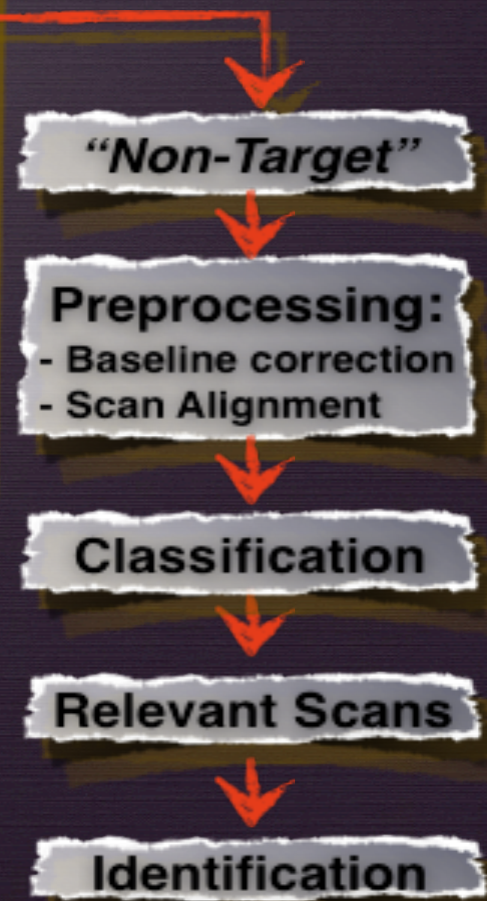 “Non-Target”
Preprocessing:
- Baseline correction
- Scan Alignment
Classification
Relevant Scans
Identification